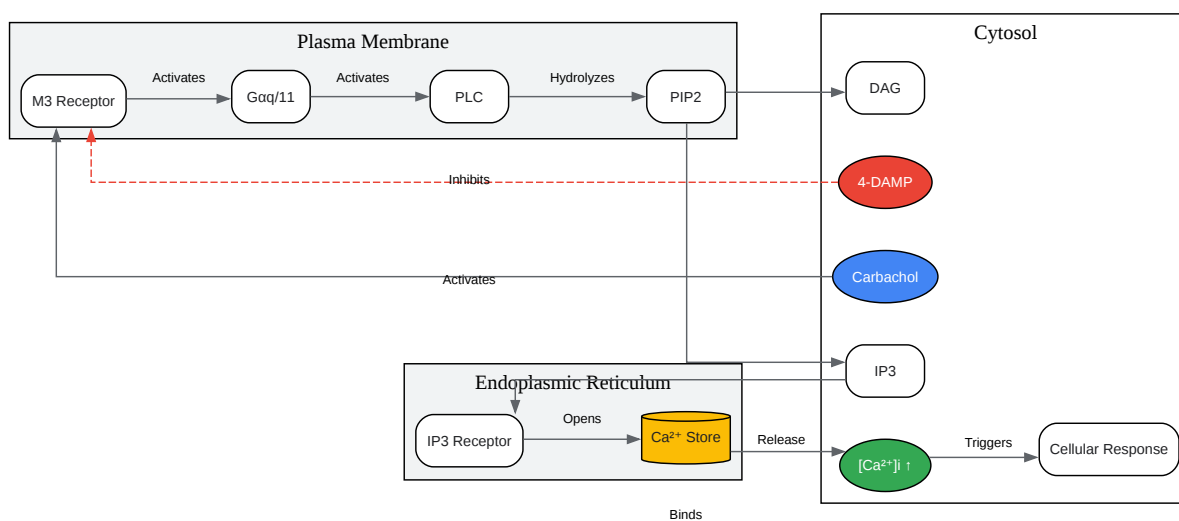 Plasma Membrane
M3 Receptor
Activates
Gαq/11
Activates
PLC
Hydrolyzes
PIP2
Cytosol
DAG
4-DAMP
Inhibits
Carbachol
Activates
IP3
Endoplasmic Reticulum
IP3 Receptor
Opens
Ca²⁺ Store
Release
[Ca²⁺]i ↑
Triggers
Cellular Response
Binds